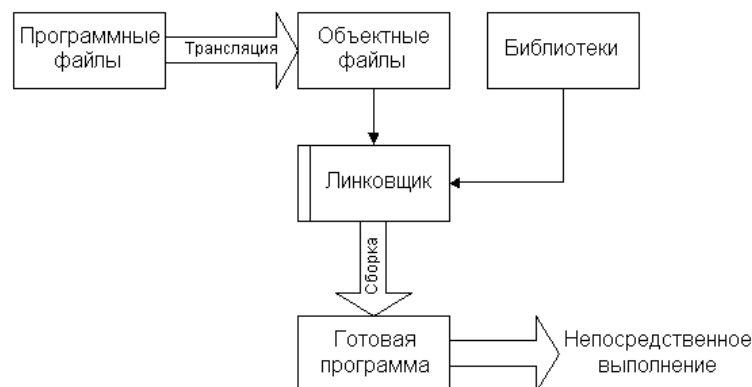 Программные
файлы
Трансляция
Объектные
файлы
Библиотеки
Линковщик
Сборка
Готовая
программа
Непосредственное
выполнение